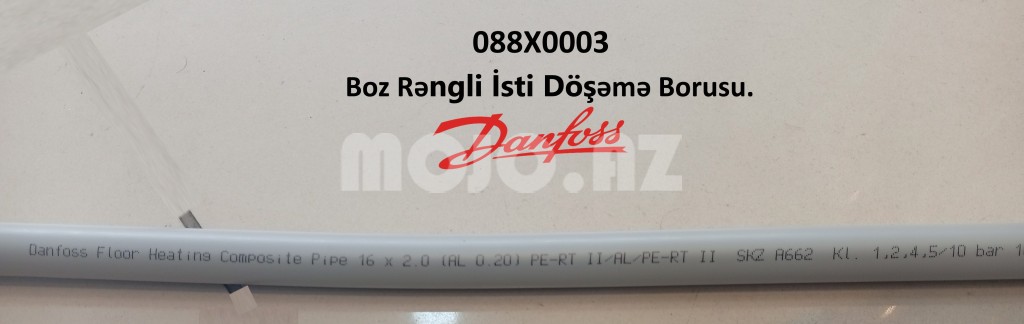 088X0003
Boz Rəngli İsti Döşəmə Borusu.
Danfoss
MOJO.AZ
Danfoss Floor Heating Composite Pipe 16 x 2.0 (AL 0.20) PE-RT II/AL/PE-RT II SKZ A662 Kl. 1,2,4,5/10 bar